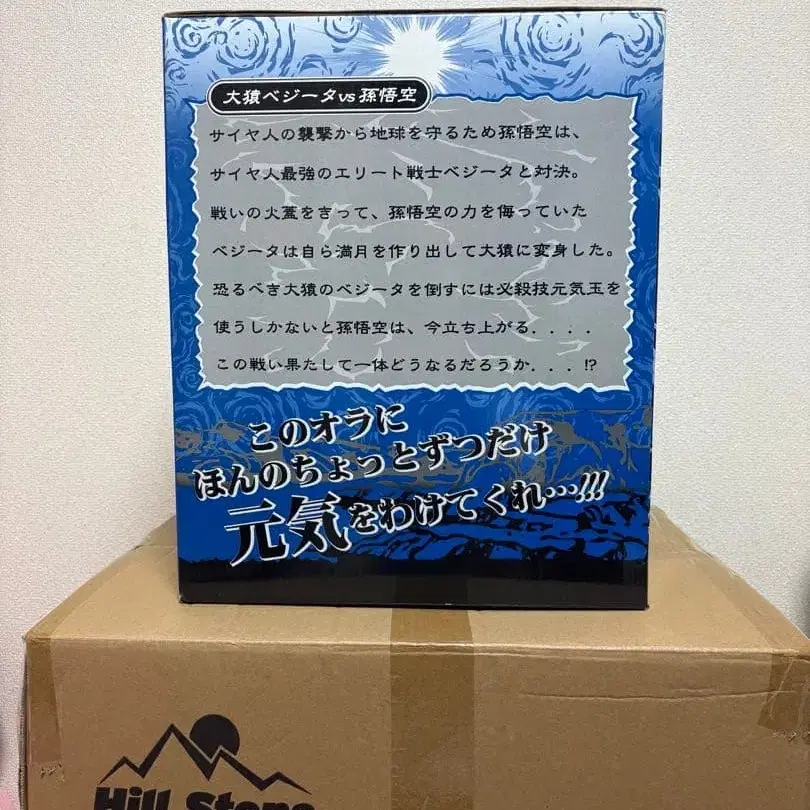 大猿ベジータvs孫悟空
サイヤ人の襲撃から地球を守るため孫悟空は、
サイヤ人最強のエリート戦士ベジータと対決。
戦いの火蓋をきって、孫悟空の力を侮っていた
ベジータは自ら満月を作り出して大猿に変身した。
恐るべき大猿のベジータを倒すには必殺技元気玉を
使うしかないと孫悟空は、今立ち上がる．．．．
この戦い果たして一体どうなるだろうか．．．!?
このオラに
ほんのちょっとずつだけ
元気をわけてくれ…!!!
Hill Stone